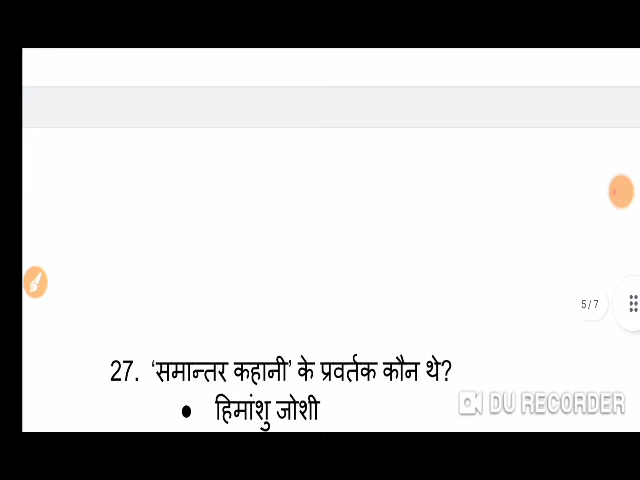 5 / 7
27. ‘समान्तर कहानी’ के प्रवर्तक कौन थे?
● हिमांशु जोशी
DU RECORDER